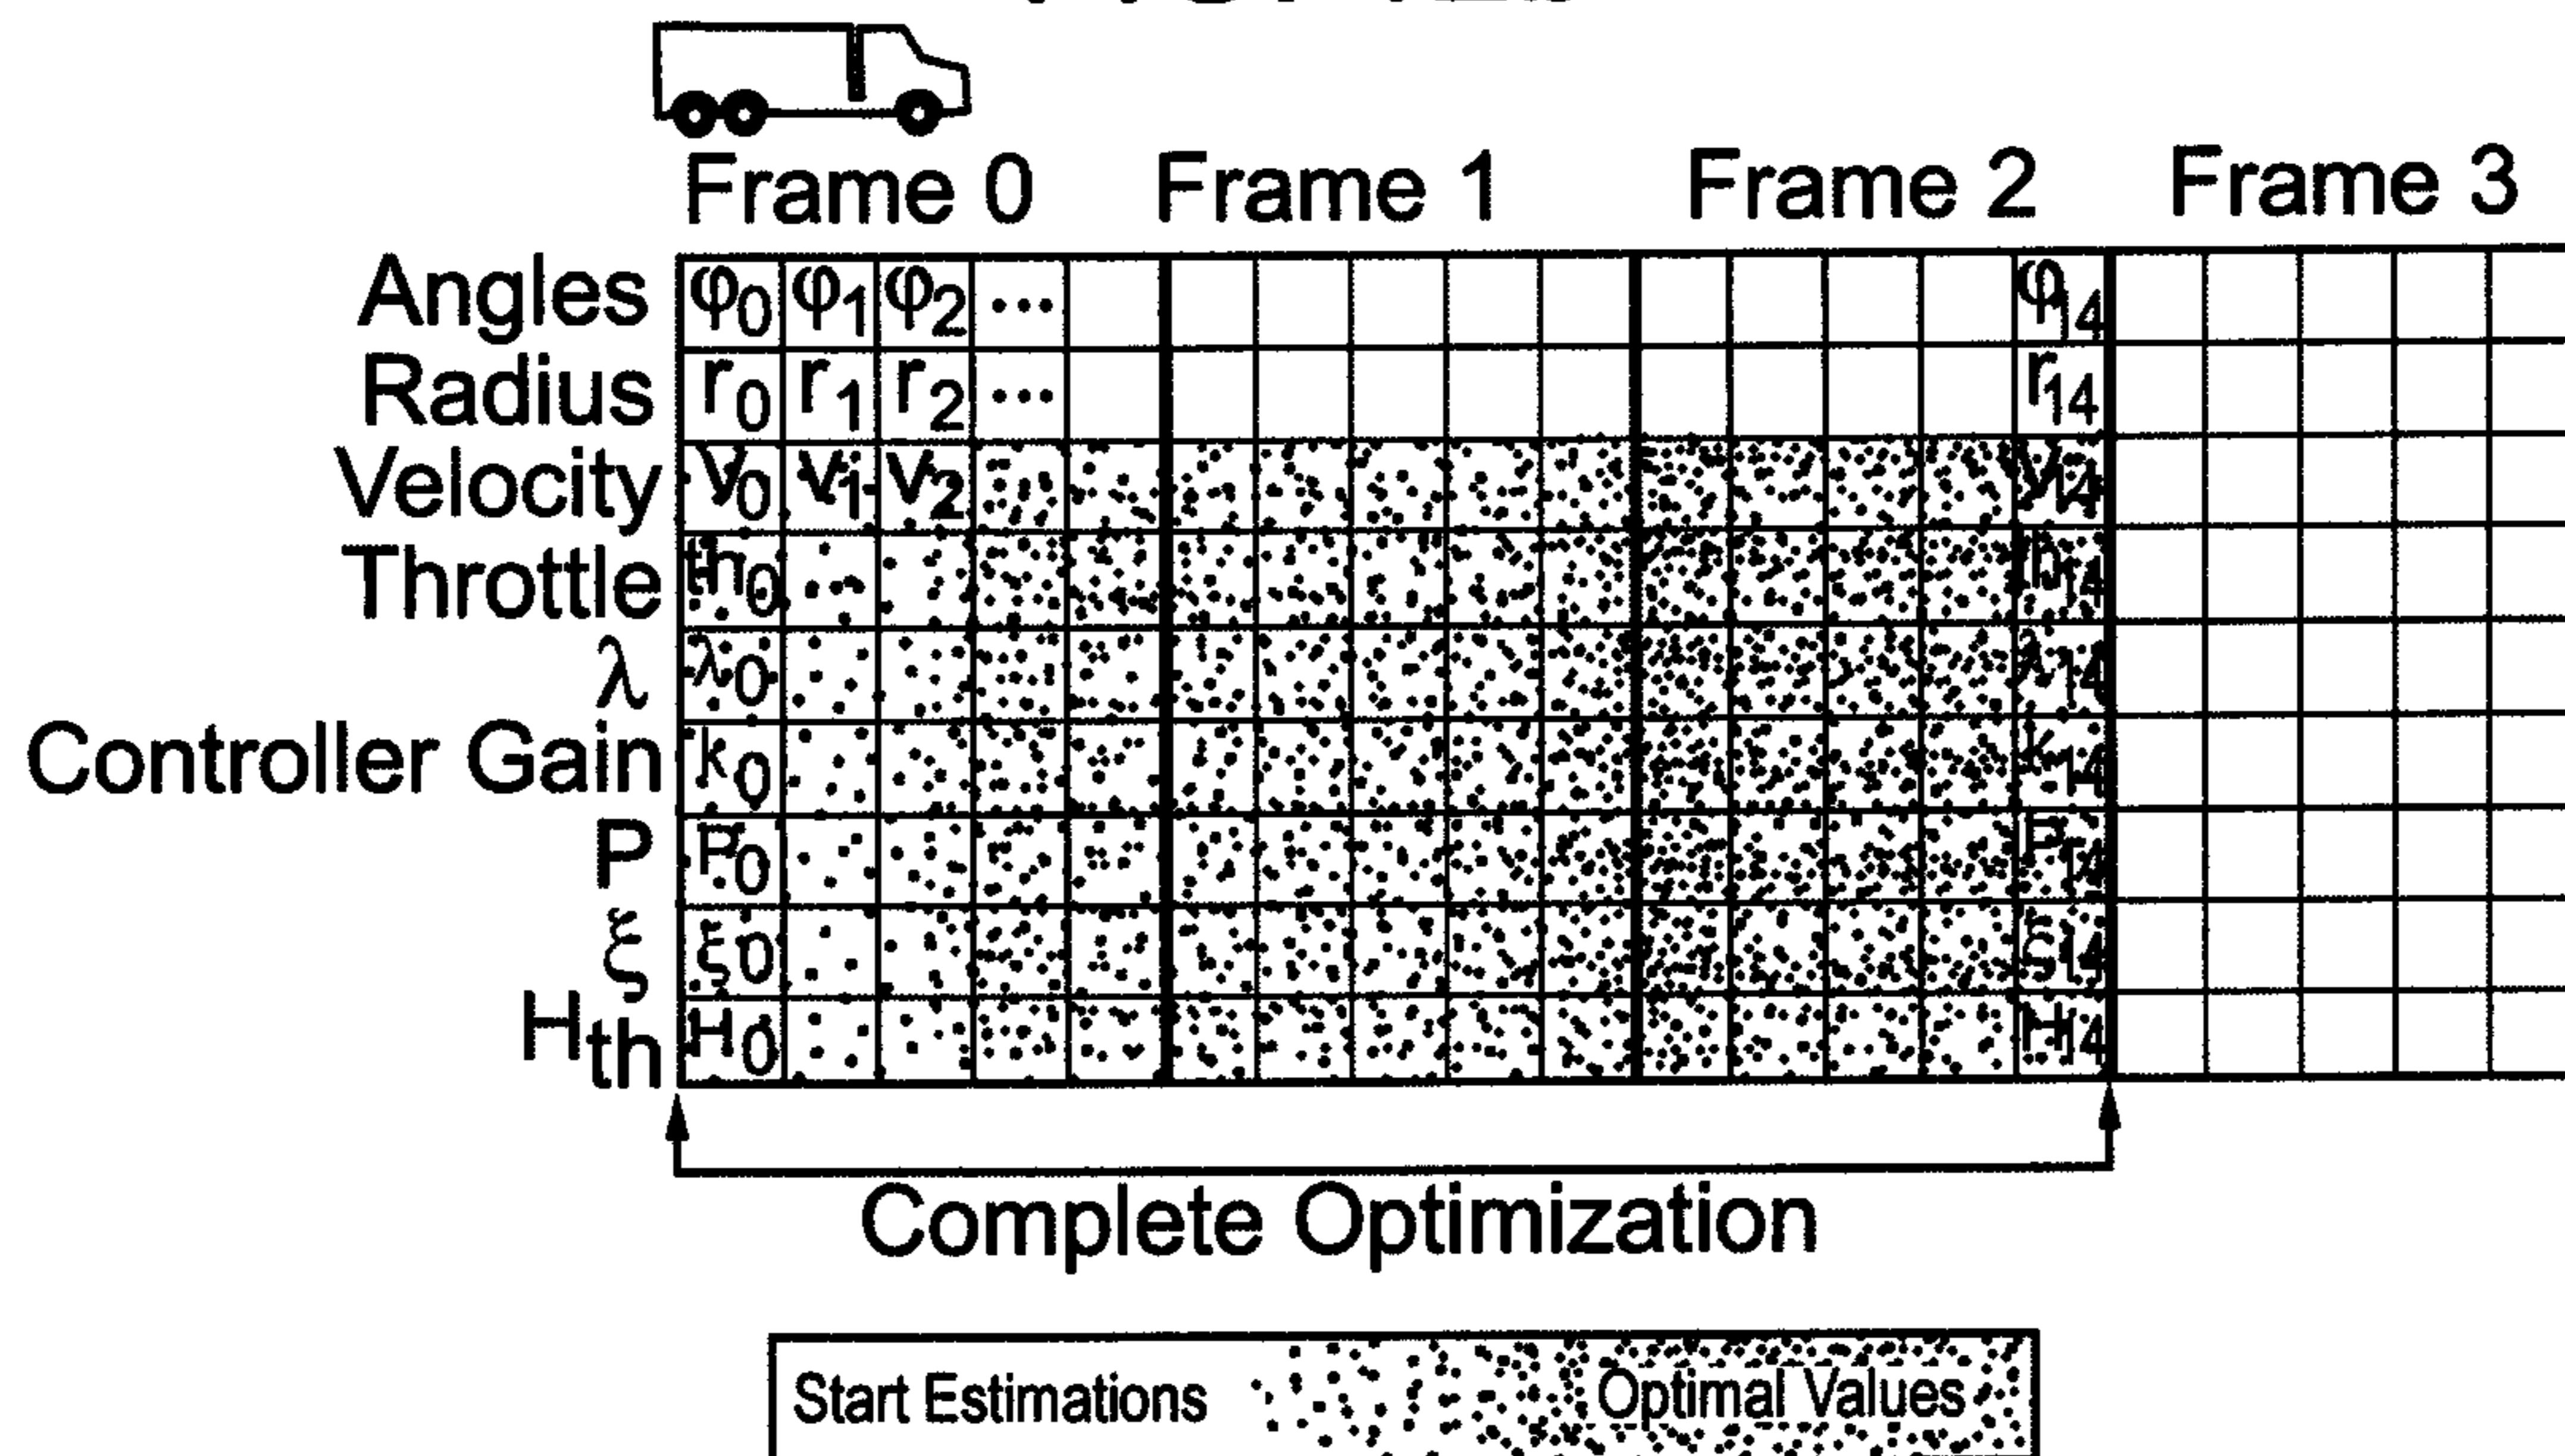 Frame 0 Frame 1 Frame 2 Frame 3
Angles φ0 φ1 φ2 ... φ14
Radius r0 r1 r2 ... r14
Velocity V0 V1 V2 V14
Throttle th0 th14
λ λ0 λ14
Controller Gain k0 k14
P P0 P14
ξ ξ0 ξ14
Hth H0 H14
Complete Optimization
Start Estimations Optimal Values